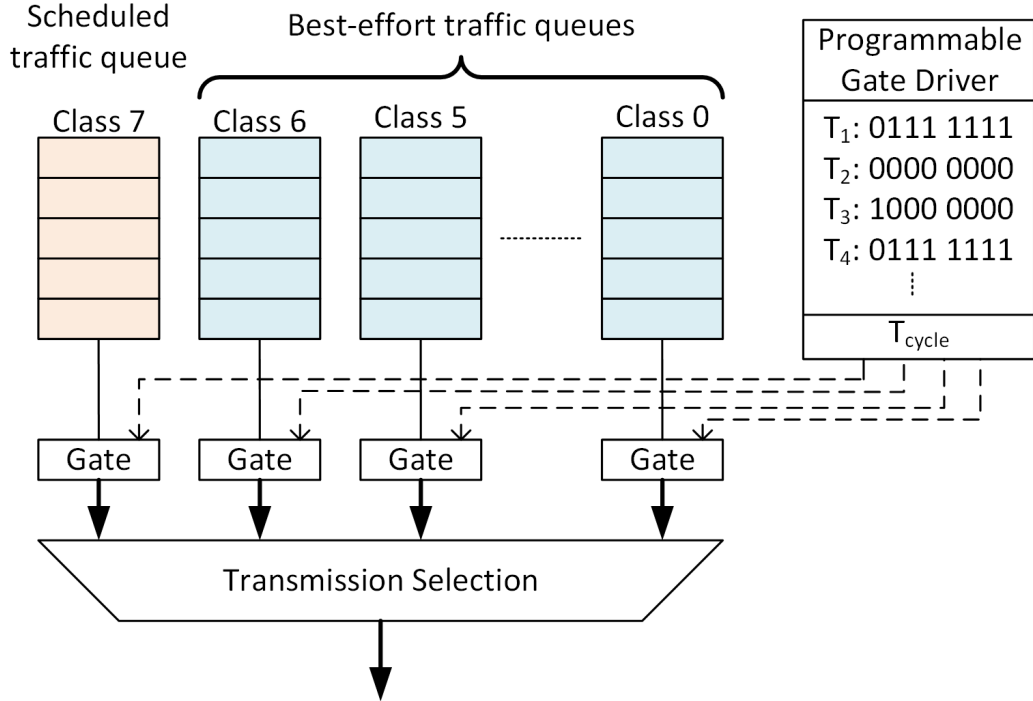 Scheduled
traffic queue
Best-effort traffic queues
Class 7
Class 6
Class 5
Class 0
Programmable
Gate Driver
T₁: 0111 1111
T₂: 0000 0000
T₃: 1000 0000
T₄: 0111 1111
T_cycle
Gate
Gate
Gate
Gate
Transmission Selection